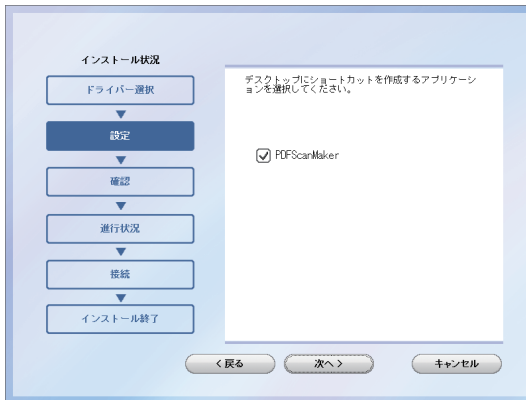 インストール状況
ドライバー選択
設定
確認
進行状況
接続
インストール終了
デスクトップにショートカットを作成するアプリケーシ
ョンを選択してください。
PDFScanMaker
< 戻る
次へ >
キャンセル